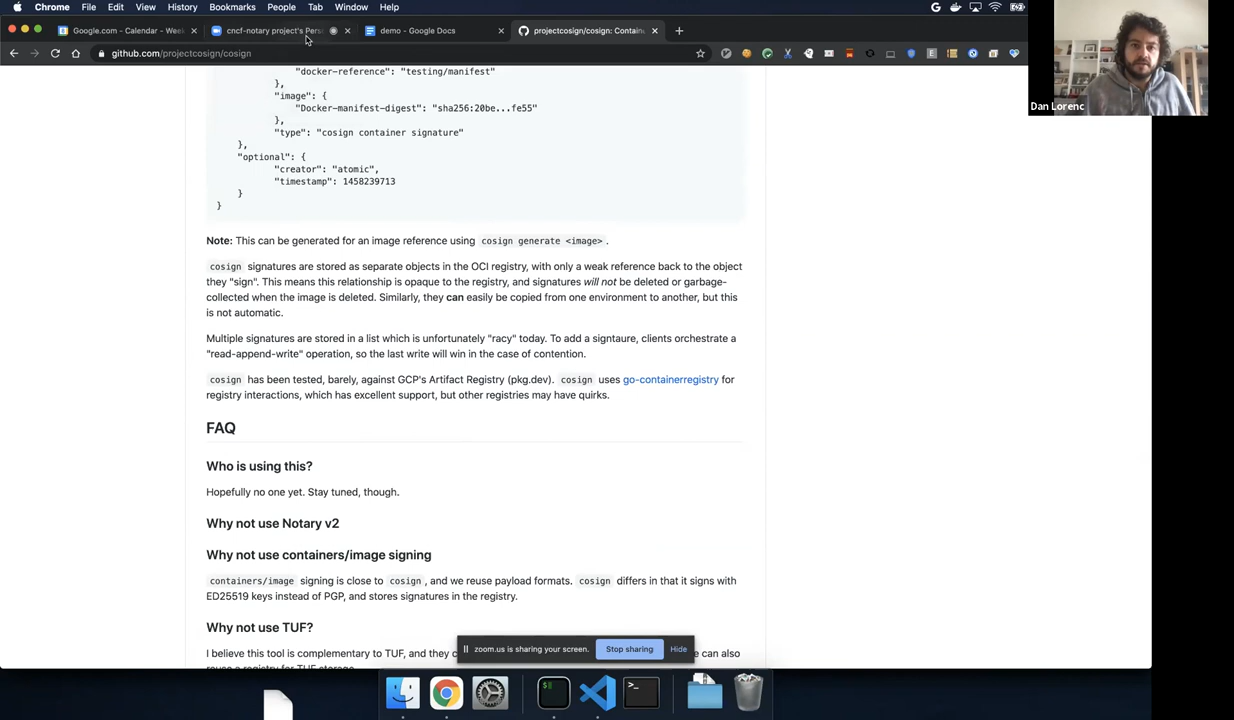 Chrome File Edit View History Bookmarks People Tab Window Help
Google.com - Calendar - Week
cncf-notary project's Pers
demo - Google Docs
projectcosign/cosign: Contain
github.com/projectcosign/cosign
Dan Lorenc
"docker-reference": "testing/manifest"
},
"image": {
"Docker-manifest-digest": "sha256:20be...fe55"
},
"type": "cosign container signature"
},
"optional": {
"creator": "atomic",
"timestamp": 1458239713
}
}
Note: This can be generated for an image reference using cosign generate <image>.
cosign signatures are stored as separate objects in the OCI registry, with only a weak reference back to the object
they "sign". This means this relationship is opaque to the registry, and signatures will not be deleted or garbage-
collected when the image is deleted. Similarly, they can easily be copied from one environment to another, but this
is not automatic.
Multiple signatures are stored in a list which is unfortunately "racy" today. To add a signtaure, clients orchestrate a
"read-append-write" operation, so the last write will win in the case of contention.
cosign has been tested, barely, against GCP's Artifact Registry (pkg.dev). cosign uses go-containerregistry for
registry interactions, which has excellent support, but other registries may have quirks.
FAQ
Who is using this?
Hopefully no one yet. Stay tuned, though.
Why not use Notary v2
Why not use containers/image signing
containers/image signing is close to cosign, and we reuse payload formats. cosign differs in that it signs with
ED25519 keys instead of PGP, and stores signatures in the registry.
Why not use TUF?
I believe this tool is complementary to TUF, and they c
e can also
zoom.us is sharing your screen. Stop sharing Hide
reuse a registry for TUF storage.